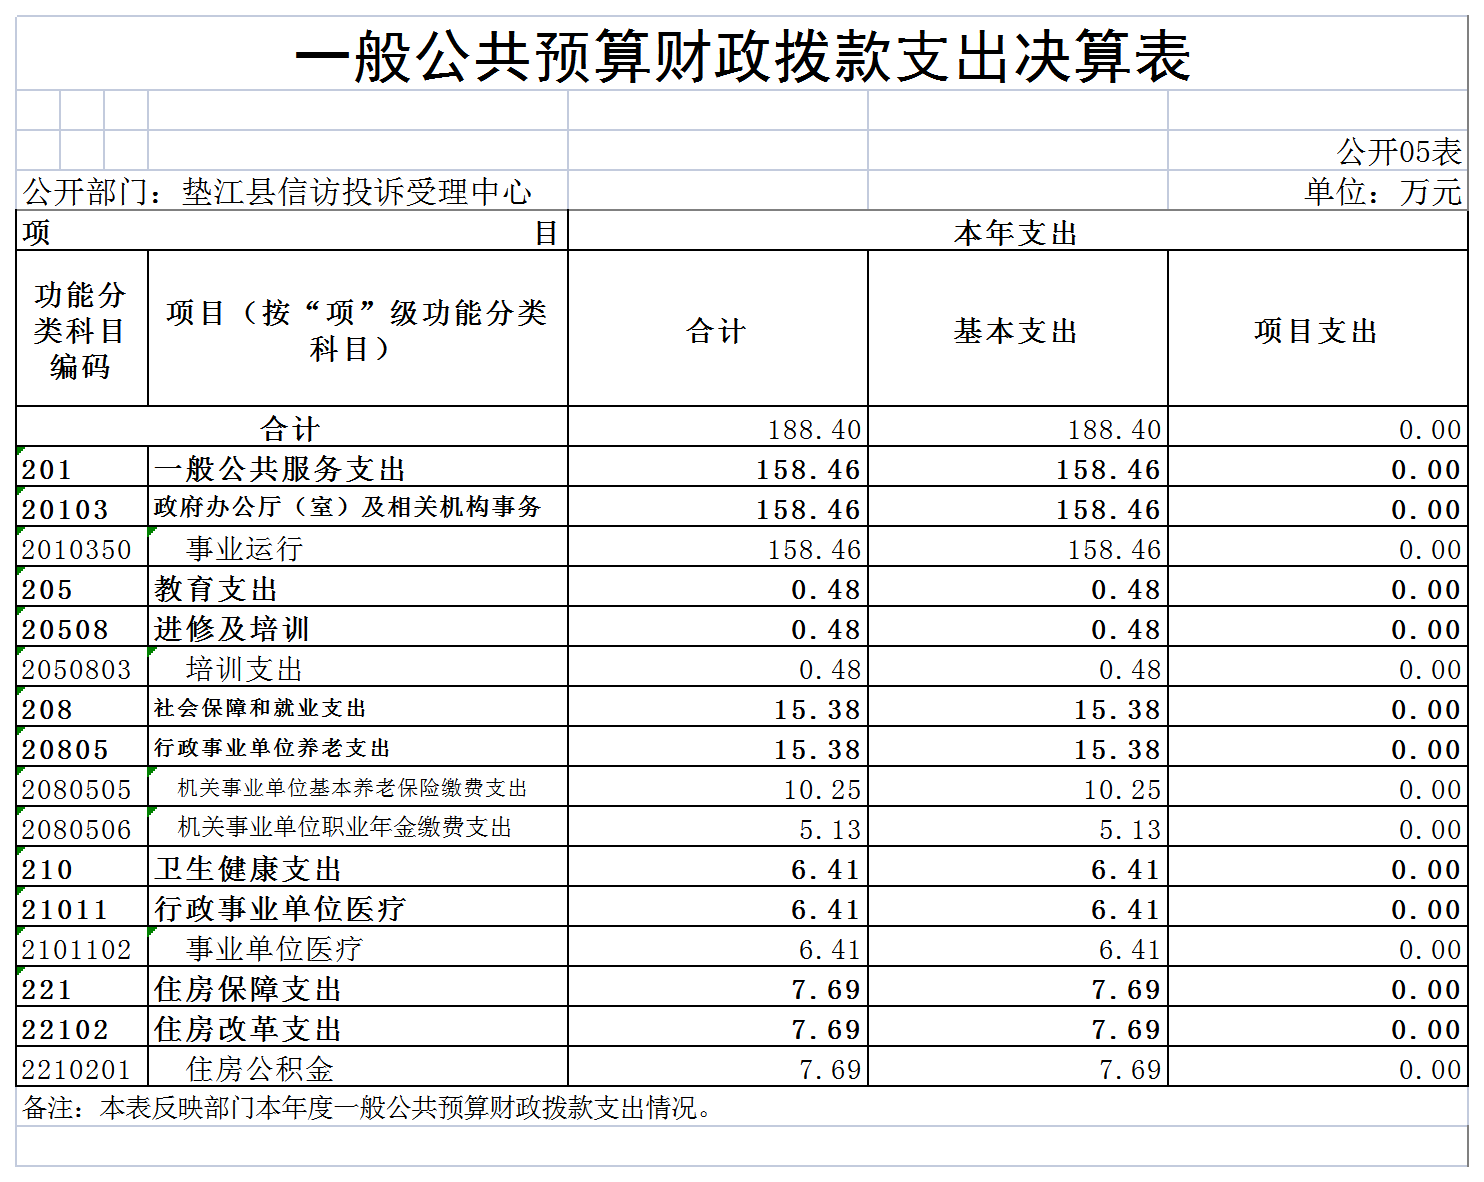 一般公共预算财政拨款支出决算表
公开05表
公开部门：垫江县信访投诉受理中心 单位：万元
项 目 本年支出
功能分类科目编码 项目（按“项”级功能分类科目） 合计 基本支出 项目支出
合计 188.40 188.40 0.00
201 一般公共服务支出 158.46 158.46 0.00
20103 政府办公厅（室）及相关机构事务 158.46 158.46 0.00
2010350 事业运行 158.46 158.46 0.00
205 教育支出 0.48 0.48 0.00
20508 进修及培训 0.48 0.48 0.00
2050803 培训支出 0.48 0.48 0.00
208 社会保障和就业支出 15.38 15.38 0.00
20805 行政事业单位养老支出 15.38 15.38 0.00
2080505 机关事业单位基本养老保险缴费支出 10.25 10.25 0.00
2080506 机关事业单位职业年金缴费支出 5.13 5.13 0.00
210 卫生健康支出 6.41 6.41 0.00
21011 行政事业单位医疗 6.41 6.41 0.00
2101102 事业单位医疗 6.41 6.41 0.00
221 住房保障支出 7.69 7.69 0.00
22102 住房改革支出 7.69 7.69 0.00
2210201 住房公积金 7.69 7.69 0.00
备注：本表反映部门本年度一般公共预算财政拨款支出情况。